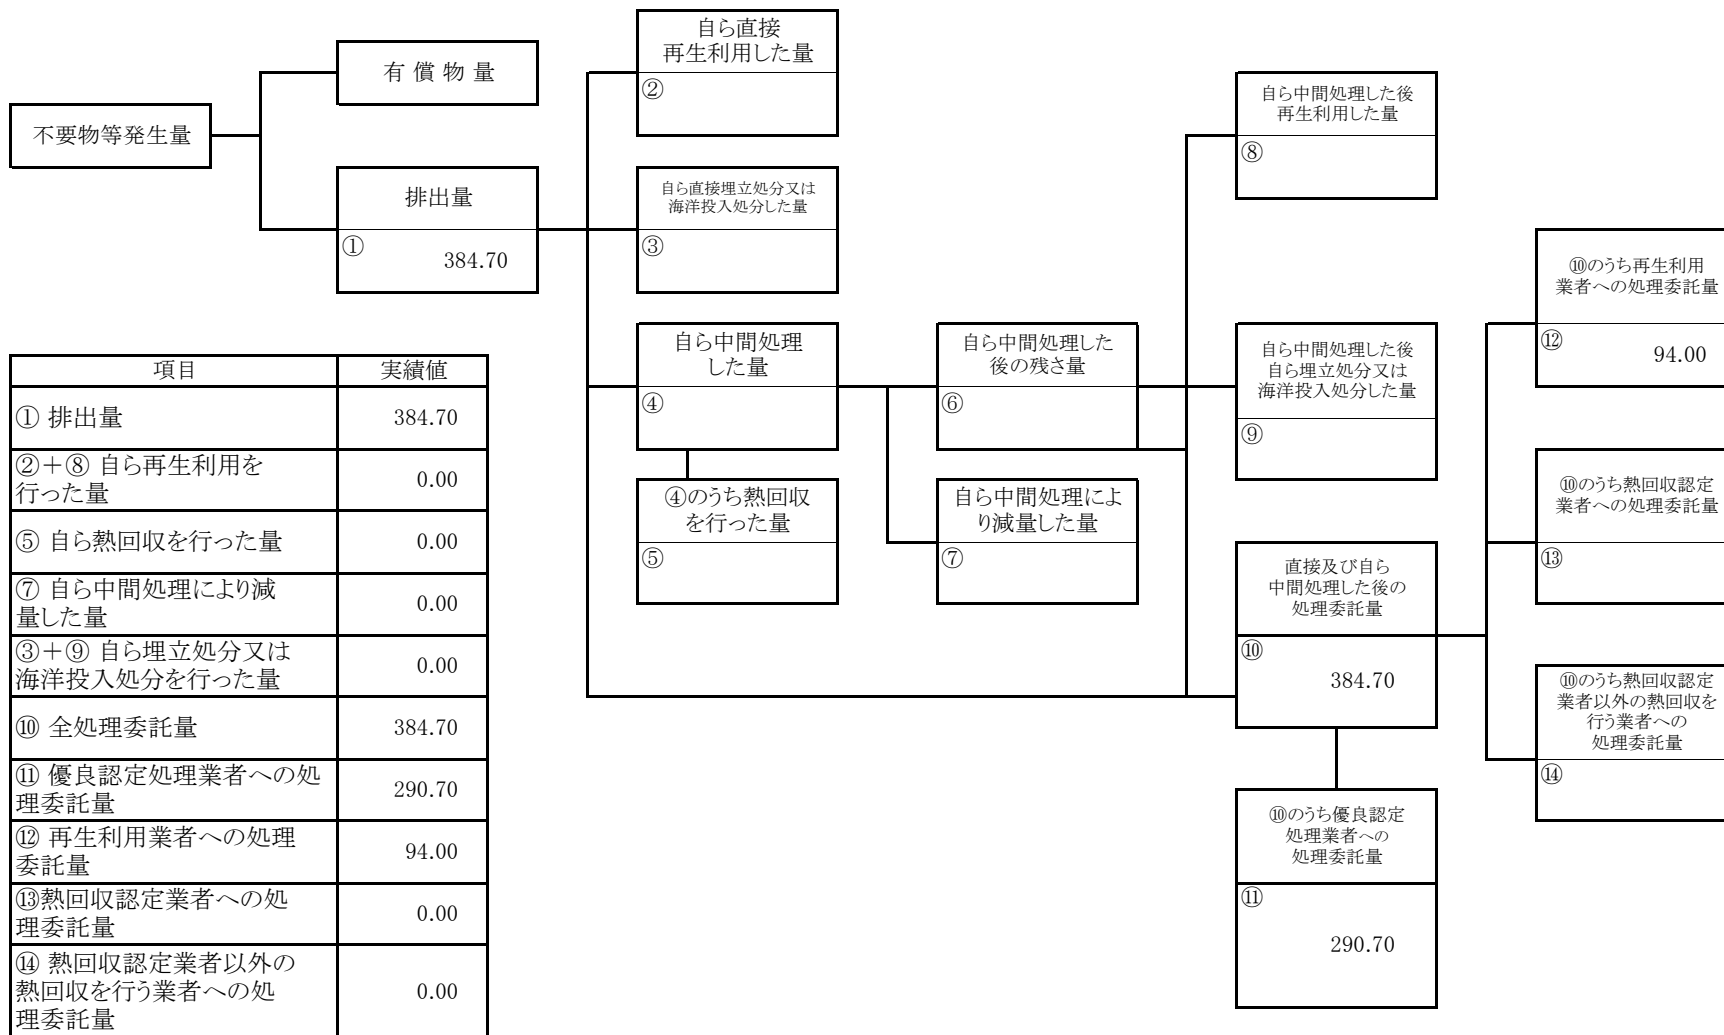 不要物等発生量
有 償 物 量
排出量
①
384.70
自ら直接
再生利用した量
②
自ら直接埋立処分又は
海洋投入処分した量
③
自ら中間処理
した量
④
④のうち熱回収
を行った量
⑤
自ら中間処理した
後の残さ量
⑥
自ら中間処理によ
り減量した量
⑦
自ら中間処理した後
再生利用した量
⑧
自ら中間処理した後
自ら埋立処分又は
海洋投入処分した量
⑨
直接及び自ら
中間処理した後の
処理委託量
⑩
384.70
⑩のうち優良認定
処理業者への
処理委託量
⑪
290.70
⑩のうち再生利用
業者への処理委託量
⑫
94.00
⑩のうち熱回収認定
業者への処理委託量
⑬
⑩のうち熱回収認定
業者以外の熱回収を
行う業者への
処理委託量
⑭
項目 実績値
① 排出量 384.70
②+⑧ 自ら再生利用を
行った量 0.00
⑤ 自ら熱回収を行った量 0.00
⑦ 自ら中間処理により減
量した量 0.00
③+⑨ 自ら埋立処分又は
海洋投入処分を行った量 0.00
⑩ 全処理委託量 384.70
⑪ 優良認定処理業者への処
理委託量 290.70
⑫ 再生利用業者への処理
委託量 94.00
⑬熱回収認定業者への処
理委託量 0.00
⑭ 熱回収認定業者以外の
熱回収を行う業者への処
理委託量 0.00